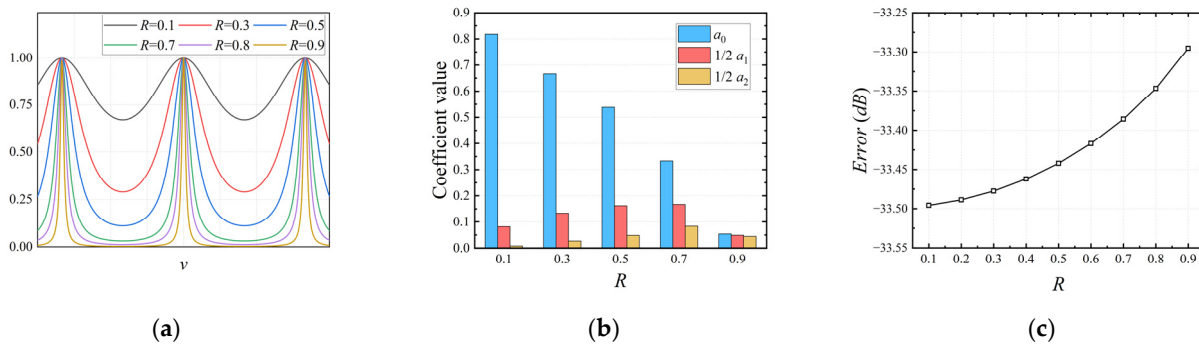 R=0.1 R=0.3 R=0.5
R=0.7 R=0.8 R=0.9
1.00
0.75
0.50
0.25
0.00
v
(a)
Coefficient value
0.9
0.8
0.7
0.6
0.5
0.4
0.3
0.2
0.1
0.0
a0
1/2 a1
1/2 a2
0.1 0.3 0.5 0.7 0.9
R
(b)
Error (dB)
−33.25
−33.30
−33.35
−33.40
−33.45
−33.50
−33.55
0.1 0.2 0.3 0.4 0.5 0.6 0.7 0.8 0.9
R
(c)